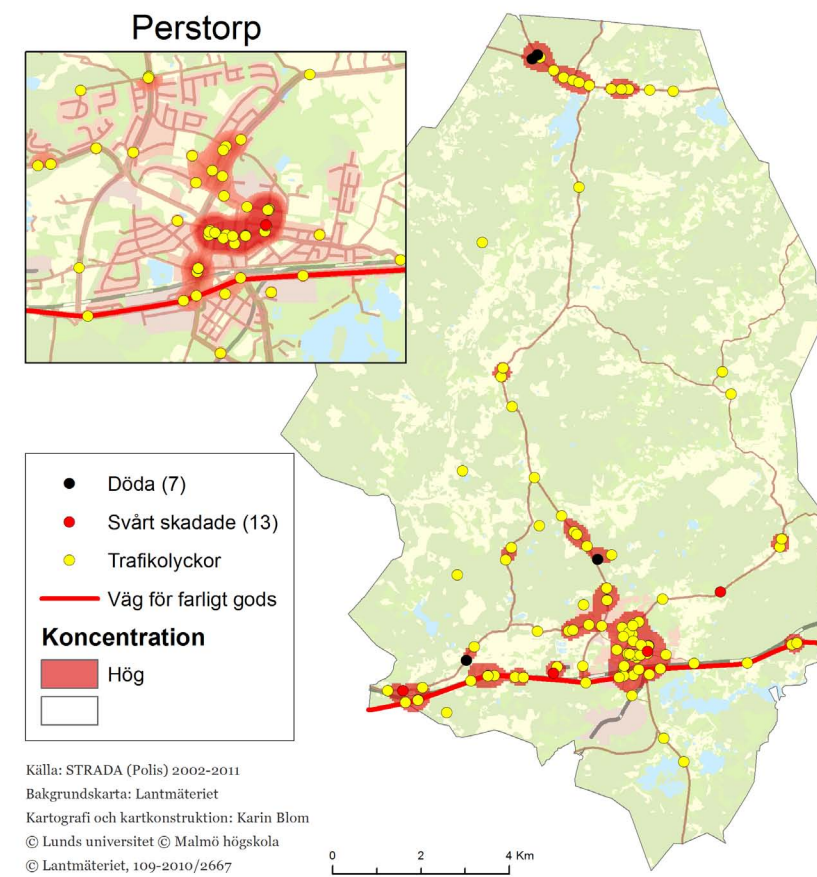 Perstorp
Döda (7)
Svårt skadade (13)
Trafikolyckor
Väg för farligt gods
Koncentration
Hög
Källa: STRADA (Polis) 2002-2011
Bakgrundskarta: Lantmäteriet
Kartografi och kartkonstruktion: Karin Blom
© Lunds universitet © Malmö högskola
© Lantmäteriet, 109-2010/2667
0 2 4 Km